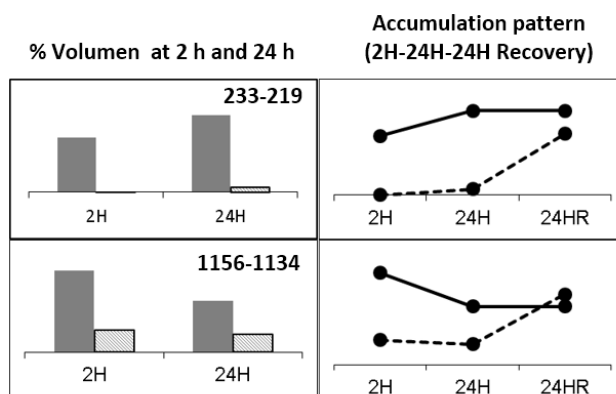 % Volumen at 2 h and 24 h
Accumulation pattern
(2H-24H-24H Recovery)
233-219
2H 24H
2H 24H 24HR
1156-1134
2H 24H
2H 24H 24HR